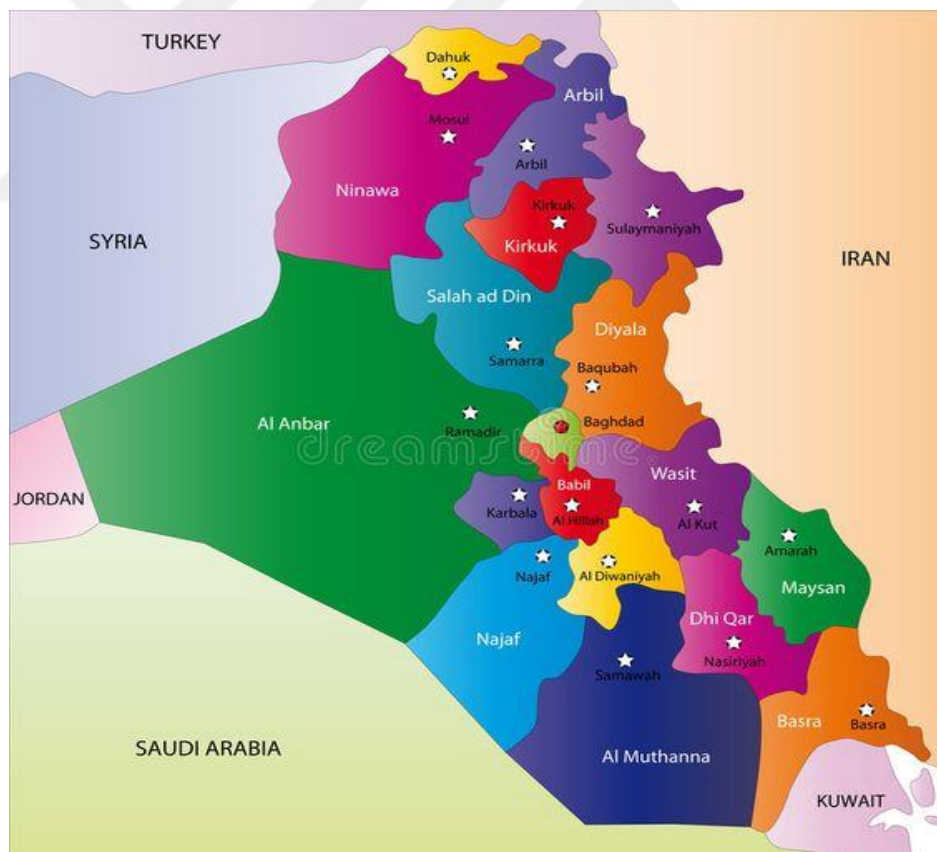 TURKEY
Dahuk
Arbil
Mosul
Arbil
Ninawa
Kirkuk
Sulaymaniyah
SYRIA
Kirkuk
IRAN
Salah ad Din
Diyala
Samarra
Baqubah
Al Anbar
Ramadir
Baghdad
dreamstime
Wasit
Babil
JORDAN
Karbala
Al Hillah
Al Kut
Amarah
Najaf
Al Diwaniyah
Maysan
Dhi Qar
Najaf
Nasiriyah
Samawah
Basra
Basra
SAUDI ARABIA
Al Muthanna
KUWAIT